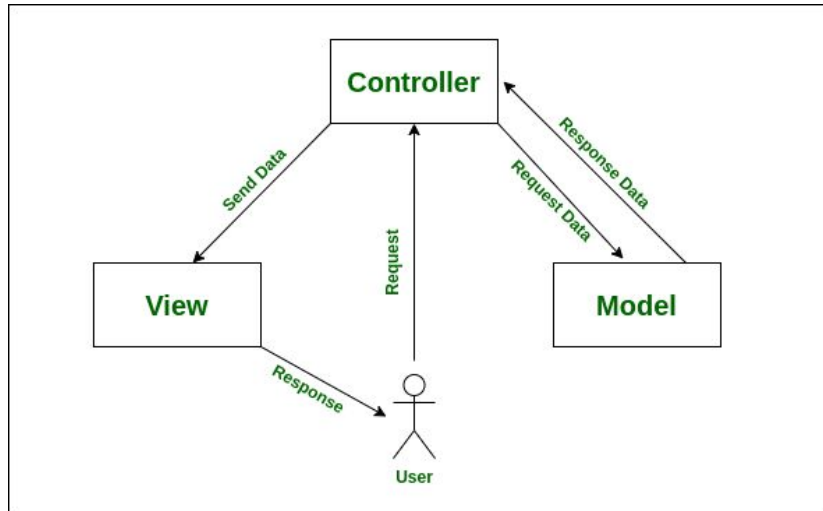 Controller
Send Data
Request
Request Data
Response Data
View
Model
Response
User